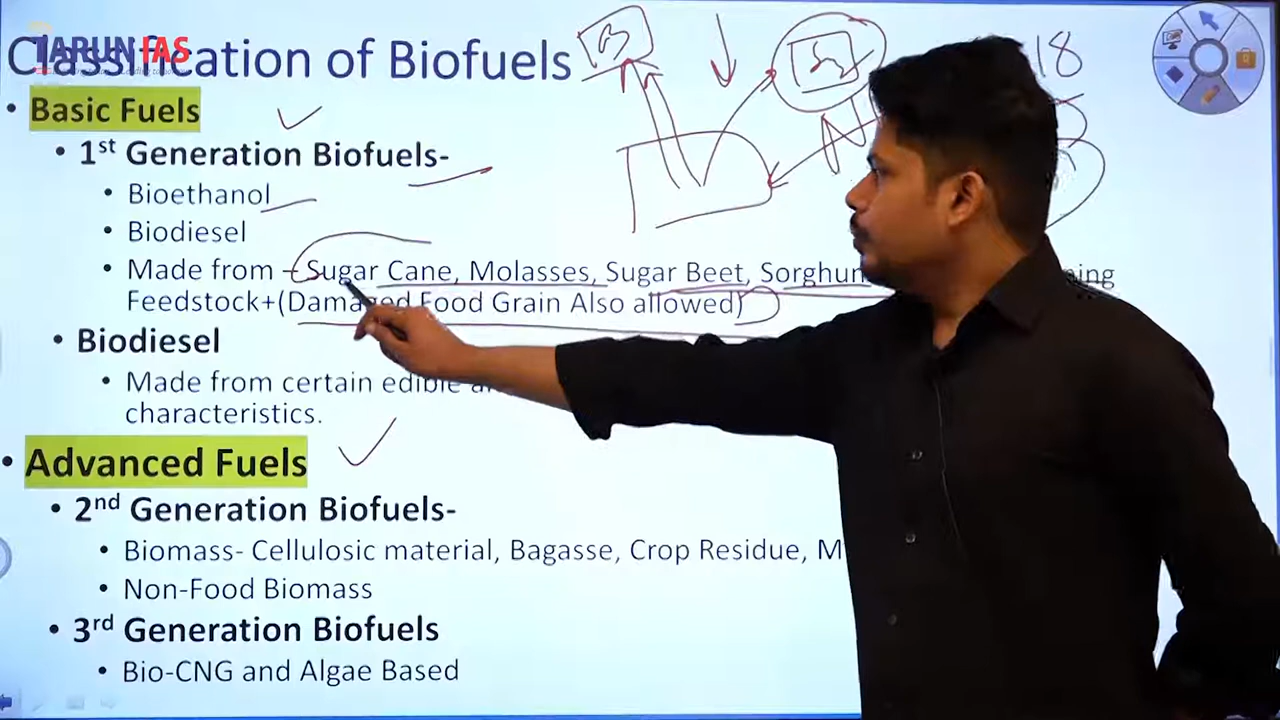 TARUN IAS
Classification of Biofuels
18
• Basic Fuels
• 1st Generation Biofuels-
• Bioethanol
• Biodiesel
• Made from – Sugar Cane, Molasses, Sugar Beet,
Feedstock+(Damaged Food Grain Also allowed)
• Biodiesel
• Made from certain edible
characteristics.
• Advanced Fuels
• 2nd Generation Biofuels-
• Biomass- Cellulosic material, Bagasse, Crop Residue,
• Non-Food Biomass
• 3rd Generation Biofuels
• Bio-CNG and Algae Based